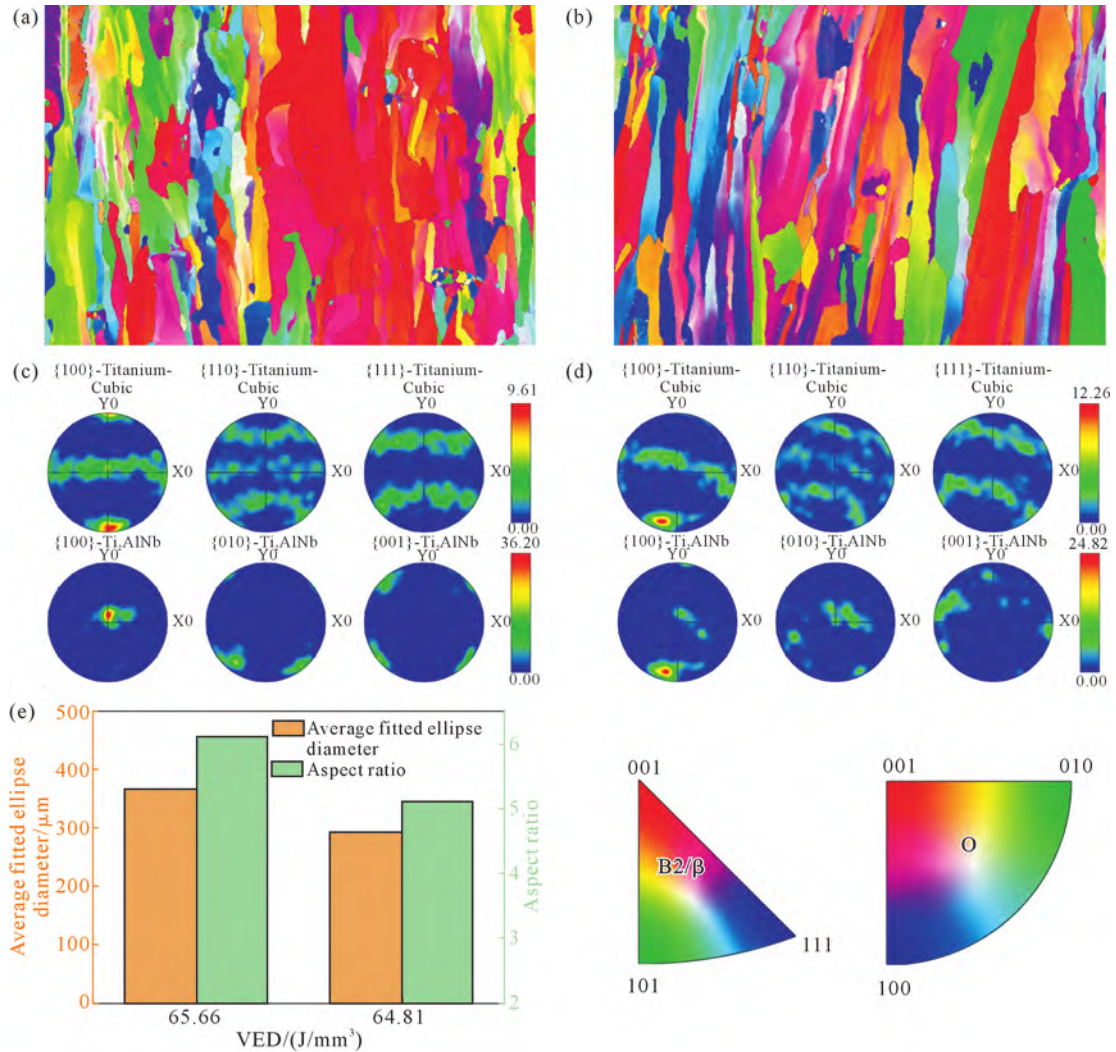 (a)
(b)
(c)
{100}-Titanium-
Cubic
Y0
{110}-Titanium-
Cubic
Y0
{111}-Titanium-
Cubic
Y0
9.61
X0
X0
X0
0.00
{100}-Ti2AlNb
Y0
{010}-Ti2AlNb
Y0
{001}-Ti2AlNb
Y0
36.20
X0
X0
X0
0.00
(d)
{100}-Titanium-
Cubic
Y0
{110}-Titanium-
Cubic
Y0
{111}-Titanium-
Cubic
Y0
12.26
X0
X0
X0
0.00
{100}-Ti2AlNb
Y0
{010}-Ti2AlNb
Y0
{001}-Ti2AlNb
Y0
24.82
X0
X0
X0
0.00
(e)
Average fitted ellipse
diameter/μm
500
400
300
200
100
0
Average fitted ellipse
diameter
Aspect ratio
6
5
4
3
2
Aspect ratio
65.66
64.81
VED/(J/mm³)
001
B2/β
111
101
001
010
O
100